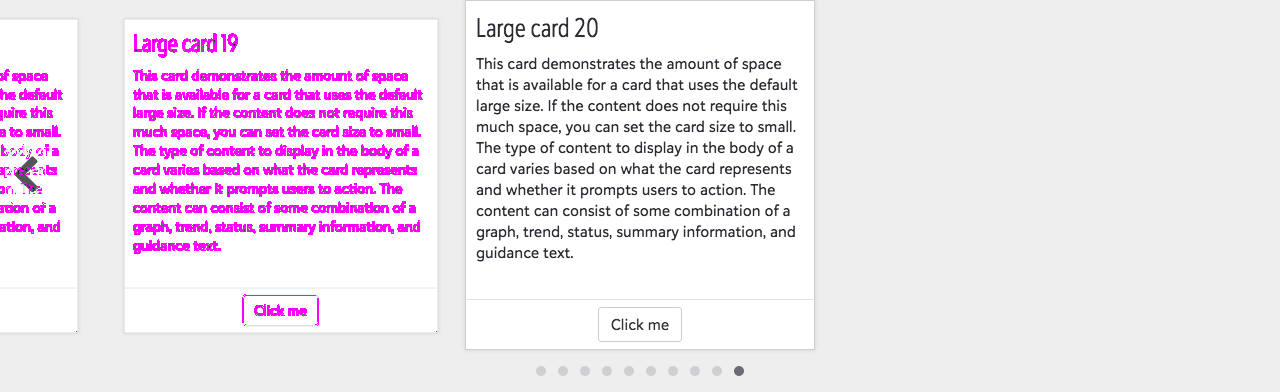 of space
he default
quire this
e to small.
body of a
presents
on. The
ation of a
ation, and
Large card 19
This card demonstrates the amount of space
that is available for a card that uses the default
large size. If the content does not require this
much space, you can set the card size to small.
The type of content to display in the body of a
card varies based on what the card represents
and whether it prompts users to action. The
content can consist of some combination of a
graph, trend, status, summary information, and
guidance text.
Click me
Large card 20
This card demonstrates the amount of space
that is available for a card that uses the default
large size. If the content does not require this
much space, you can set the card size to small.
The type of content to display in the body of a
card varies based on what the card represents
and whether it prompts users to action. The
content can consist of some combination of a
graph, trend, status, summary information, and
guidance text.
Click me